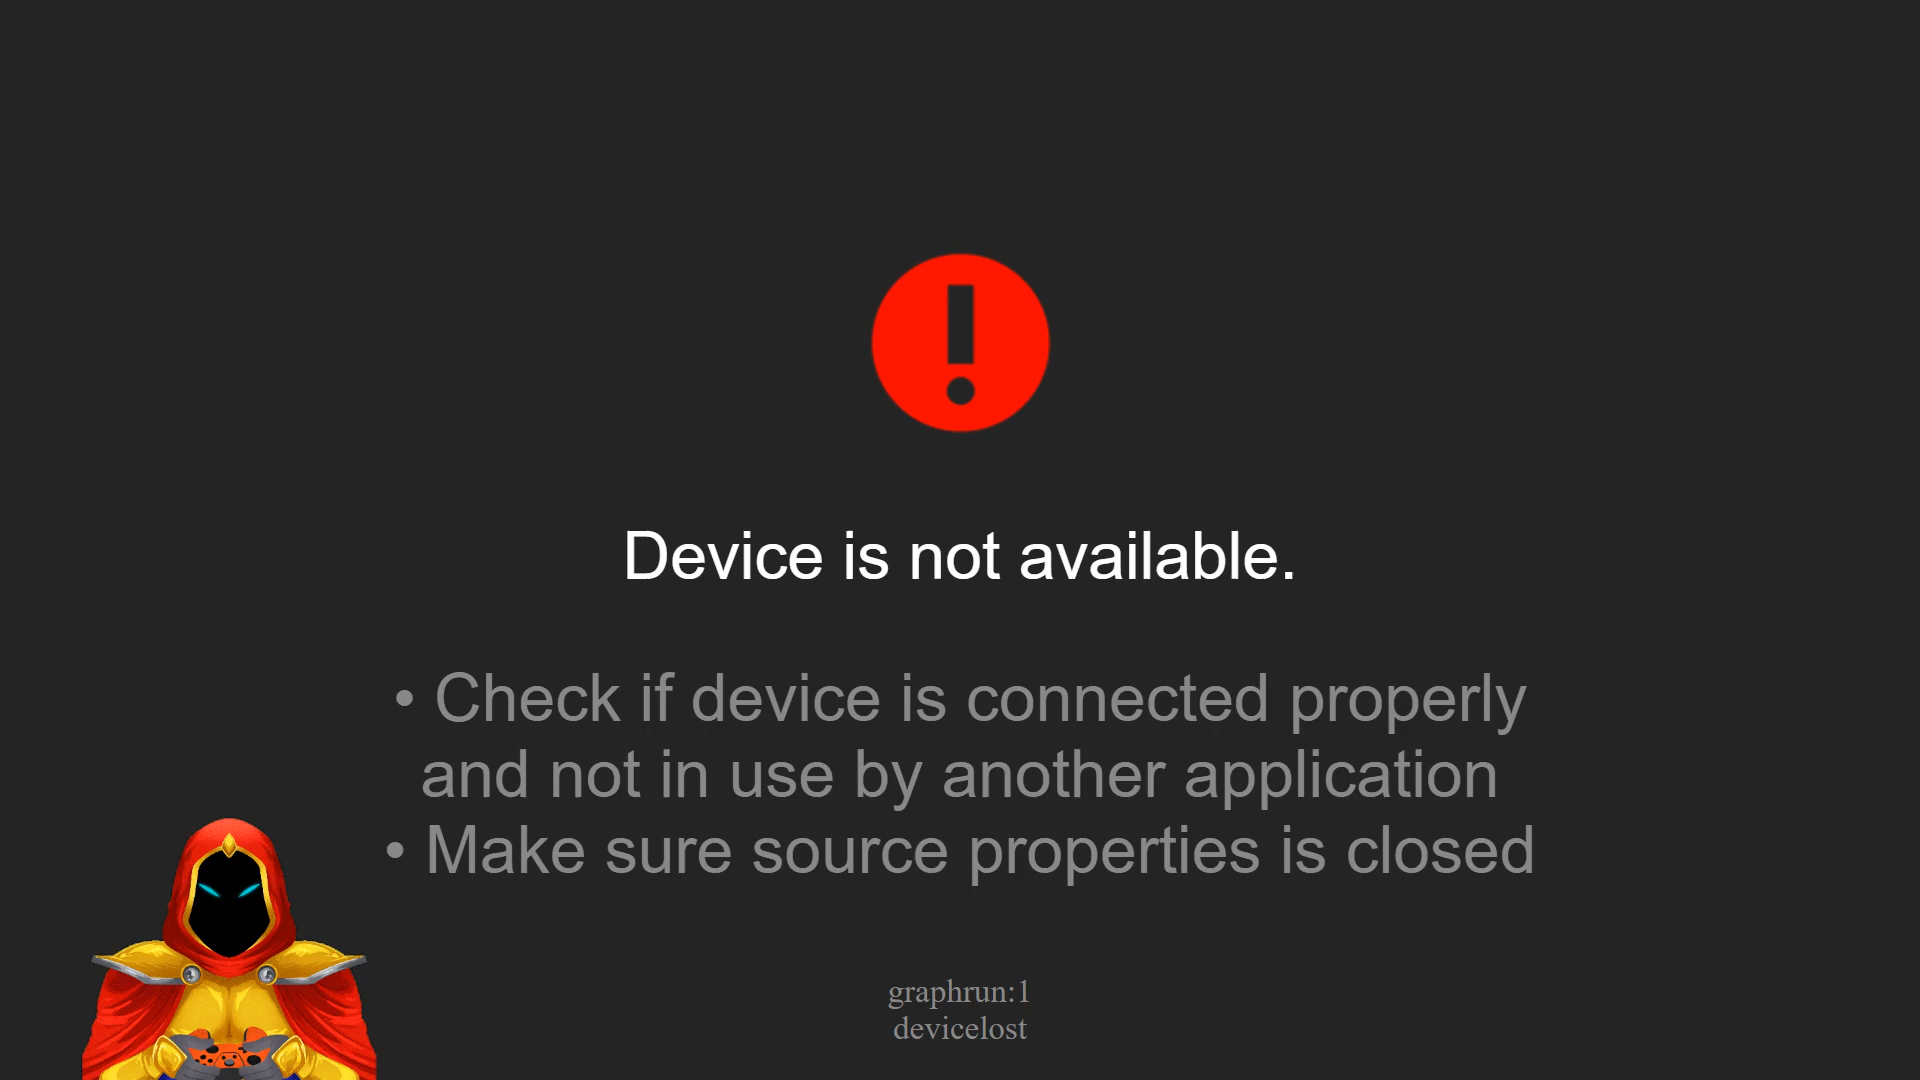 Device is not available.
• Check if device is connected properly
and not in use by another application
• Make sure source properties is closed
graphrun:1
devicelost